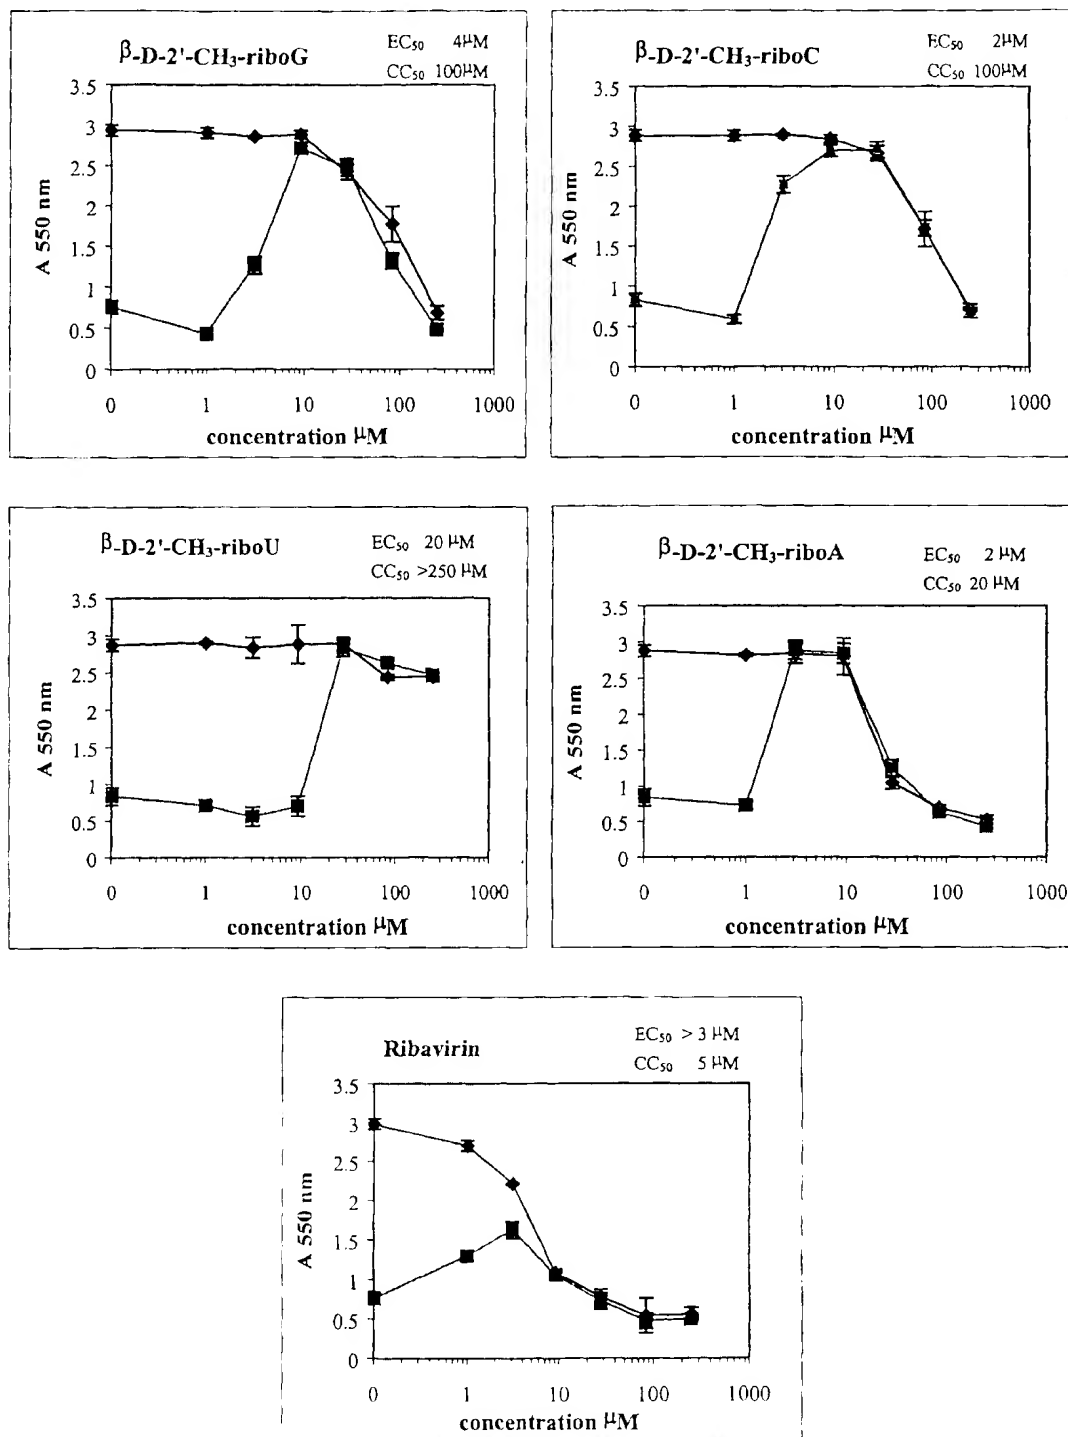 β-D-2'-CH₃-riboG
EC₅₀ 4μM
CC₅₀ 100μM
3.5
3
2.5
2
1.5
1
0.5
0
A 550 nm
0 1 10 100 1000
concentration μM
β-D-2'-CH₃-riboC
EC₅₀ 2μM
CC₅₀ 100μM
3.5
3
2.5
2
1.5
1
0.5
0
A 550 nm
0 1 10 100 1000
concentration μM
β-D-2'-CH₃-riboU
EC₅₀ 20 μM
CC₅₀ >250 μM
3.5
3
2.5
2
1.5
1
0.5
0
A 550 nm
0 1 10 100 1000
concentration μM
β-D-2'-CH₃-riboA
EC₅₀ 2 μM
CC₅₀ 20 μM
3.5
3
2.5
2
1.5
1
0.5
0
A 550 nm
0 1 10 100 1000
concentration μM
Ribavirin
EC₅₀ > 3 μM
CC₅₀ 5 μM
3.5
3
2.5
2
1.5
1
0.5
0
A 550 nm
0 1 10 100 1000
concentration μM